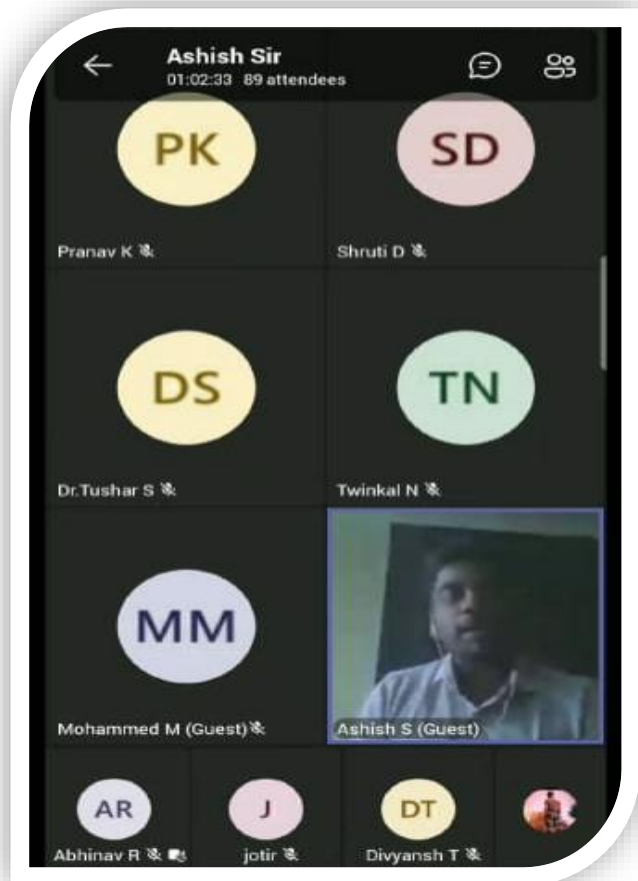 Ashish Sir
01:02:33 89 attendees
PK
SD
Pranav K
Shruti D
DS
TN
Dr.Tushar S
Twinkal N
MM
Mohammed M (Guest)
Ashish S (Guest)
AR
J
DT
Abhinav R
jotir
Divyansh T